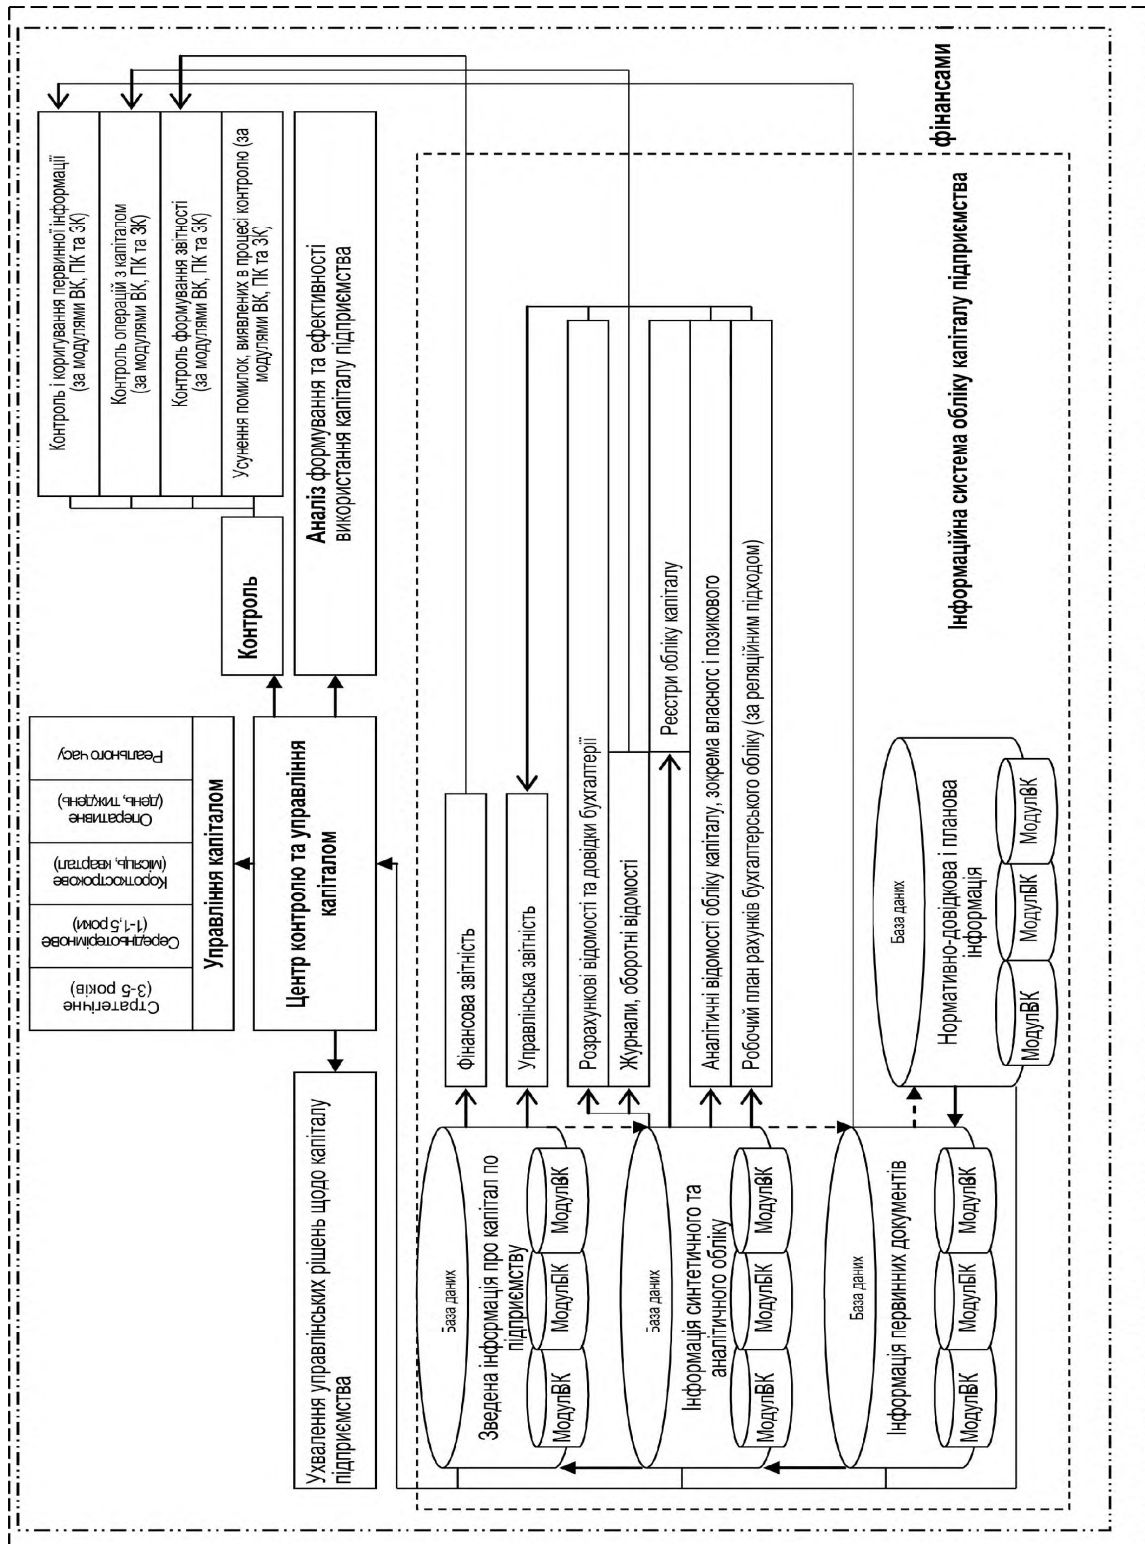 Ухвалення управлінських рішень щодо капіталу
підприємства
Стратегічне
(3-5 років)
Середньотермінове
(1-1,5 роки)
Короткострокове
(місяць, квартал)
Оперативне
(день, тиждень)
Реального часу
Управління капіталом
Центр контролю та управління
капіталом
Контроль
Контроль і коригування первинної інформації
(за модулями ВК, ПК та ЗК)
Контроль операцій з капіталом
(за модулями ВК, ПК та ЗК)
Контроль формування звітності
(за модулями ВК, ПК та ЗК)
Усунення помилок, виявлених в процесі контролю (за
модулями ВК, ПК та ЗК,
Аналіз формування та ефективності
використання капіталу підприємства
База даних
Зведена інформація про капітал по
підприємству
МодульВК
МодульПК
МодульЗК
Фінансова звітність
Управлінська звітність
База даних
Інформація синтетичного та
аналітичного обліку
МодульВК
МодульПК
МодульЗК
Розрахункові відомості та довідки бухгалтерії
Журнали, оборотні відомості
Реєстри обліку капіталу
Аналітичні відомості обліку капіталу, зокрема власного і позикового
Робочий план рахунків бухгалтерського обліку (за реляційним підходом)
База даних
Інформація первинних документів
МодульВК
МодульПК
МодульЗК
База даних
Нормативно-довідкова і планова
інформація
МодульВК
МодульПК
МодульЗК
Інформаційна система обліку капіталу підприємства
фінансами